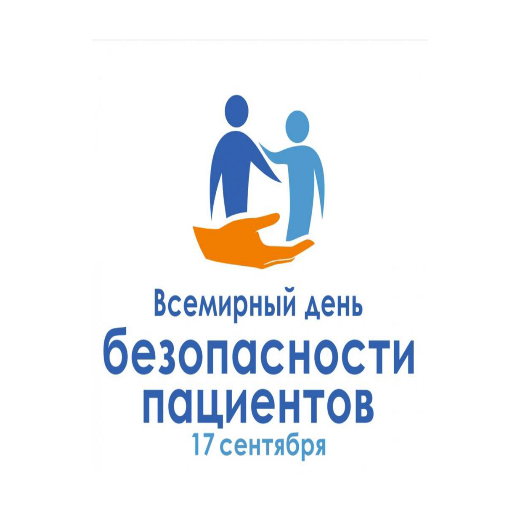 Всемирный день
безопасности
пациентов
17 сентября